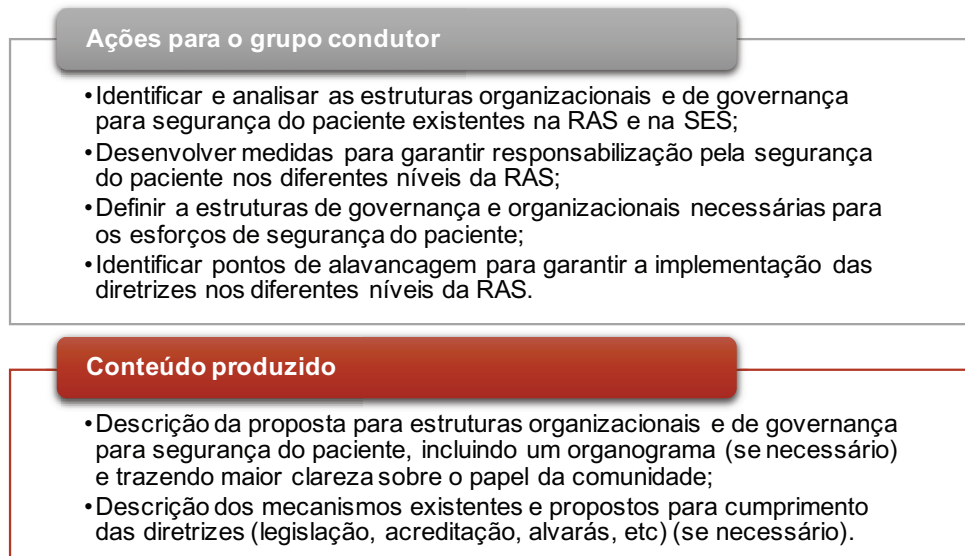 Ações para o grupo condutor
•Identificar e analisar as estruturas organizacionais e de governança
para segurança do paciente existentes na RAS e na SES;
•Desenvolver medidas para garantir responsabilização pela segurança
do paciente nos diferentes níveis da RAS;
•Definir a estruturas de governança e organizacionais necessárias para
os esforços de segurança do paciente;
•Identificar pontos de alavancagem para garantir a implementação das
diretrizes nos diferentes níveis da RAS.
Conteúdo produzido
•Descrição da proposta para estruturas organizacionais e de governança
para segurança do paciente, incluindo um organograma (se necessário)
e trazendo maior clareza sobre o papel da comunidade;
•Descrição dos mecanismos existentes e propostos para cumprimento
das diretrizes (legislação, acreditação, alvarás, etc) (se necessário).